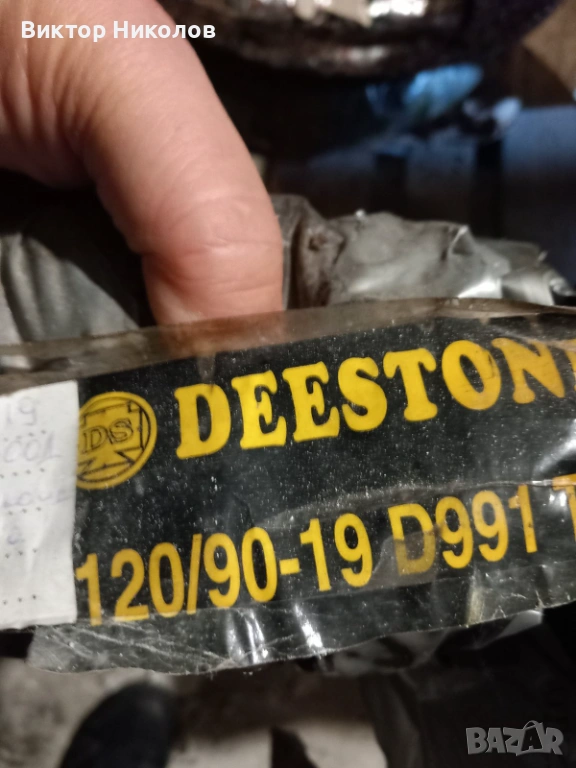 Виктор Николов
DEESTON
DS
120/90-19 D991 T
BAZAR